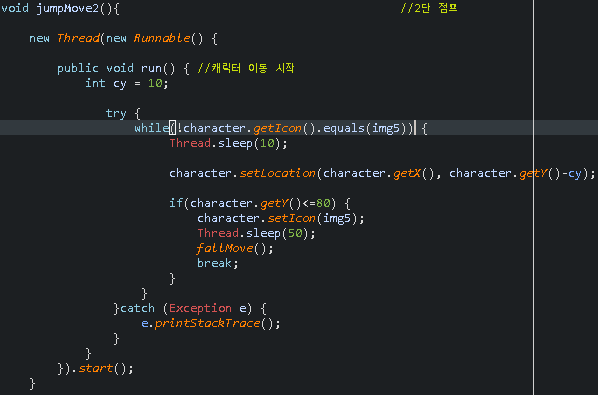 void jumpMove2(){ //2단 점프
new Thread(new Runnable() {
public void run() { //캐릭터 이동 시작
int cy = 10;
try {
while(!character.getIcon().equals(img5)) {
Thread.sleep(10);
character.setLocation(character.getX(), character.getY()-cy);
if(character.getY()<=80) {
character.setIcon(img5);
Thread.sleep(50);
fallMove();
break;
}
}
}catch (Exception e) {
e.printStackTrace();
}
}
}).start();
}